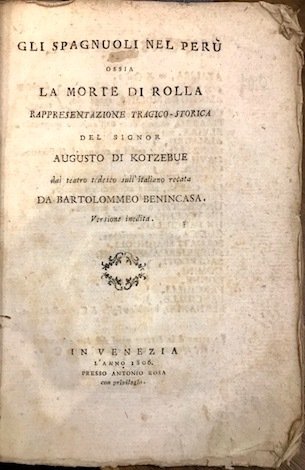 GLI SPAGNUOLI NEL PERÙ
OSSIA
LA MORTE DI ROLLA
RAPPRESENTAZIONE TRAGICO-STORICA
DEL SIGNOR
AUGUSTO DI KOTZEBUE
dal teatro tedesco sull'italiano recata
DA BARTOLOMMEO BENINCASA.
Versione inedita.
IN VENEZIA
L'ANNO 1806.
PRESSO ANTONIO ROSA
con privilegio.